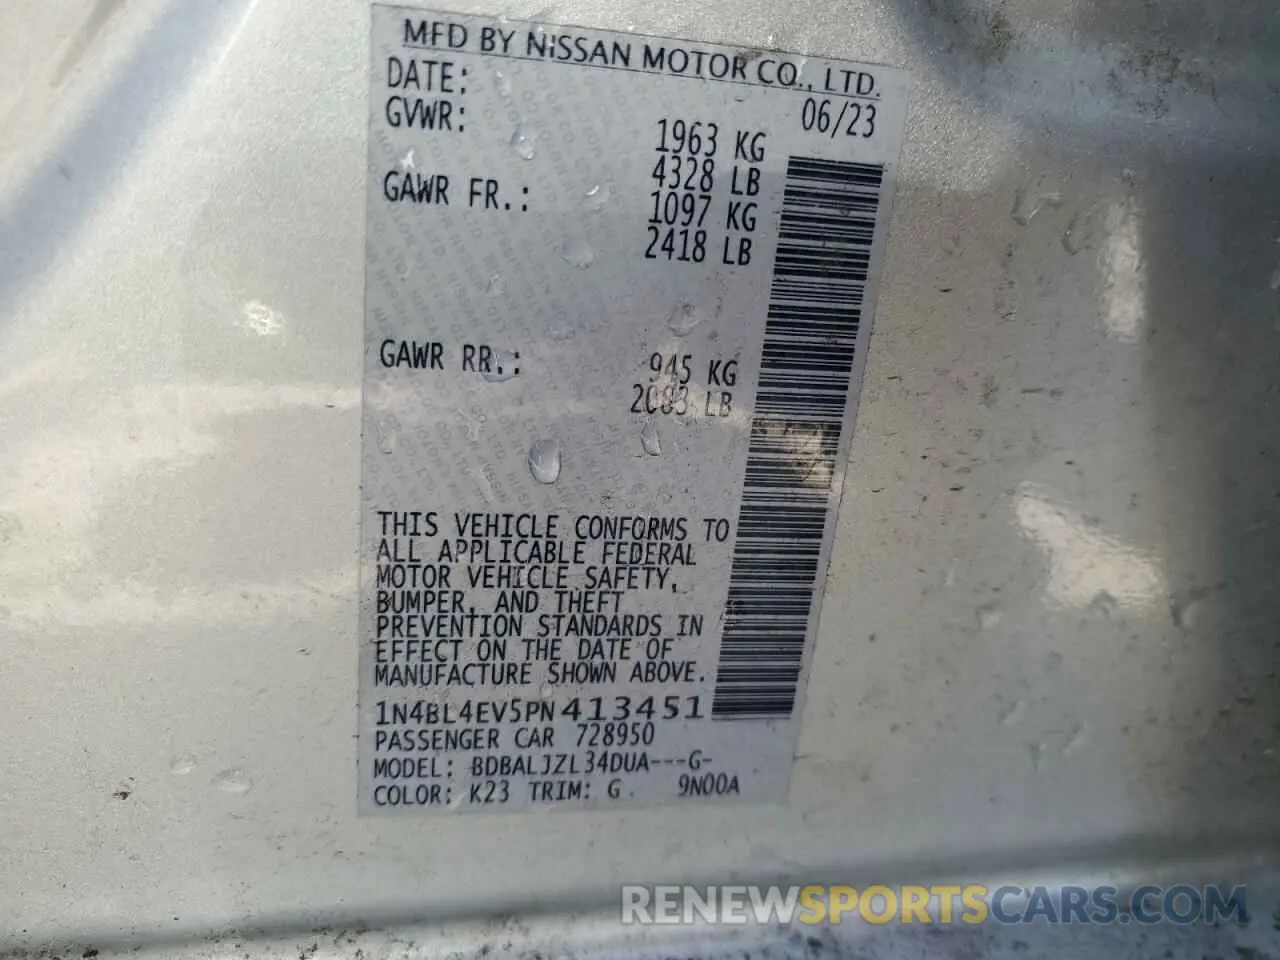 MFD BY NISSAN MOTOR CO., LTD.
DATE: 06/23
GVWR: 1963 KG
4328 LB
GAWR FR.: 1097 KG
2418 LB
GAWR RR.: 945 KG
2083 LB
THIS VEHICLE CONFORMS TO
ALL APPLICABLE FEDERAL
MOTOR VEHICLE SAFETY,
BUMPER, AND THEFT
PREVENTION STANDARDS IN
EFFECT ON THE DATE OF
MANUFACTURE SHOWN ABOVE.
1N4BL4EV5PN413451
PASSENGER CAR 728950
MODEL: BDBALJZL34DUA---G-
COLOR: K23 TRIM: G 9N00A
RENEWSPORTSCARS.COM